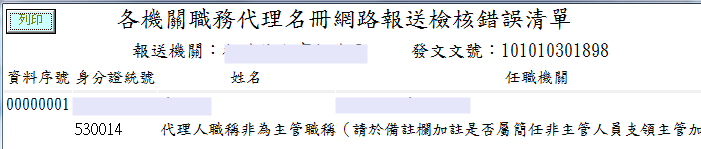 列印
各機關職務代理名冊網路報送檢核錯誤清單
報送機關： 發文文號：101010301898
資料序號 身分證統號 姓名 任職機關
00000001
530014 代理人職稱非為主管職稱（請於備註欄加註是否屬簡任非主管人員支領主管加